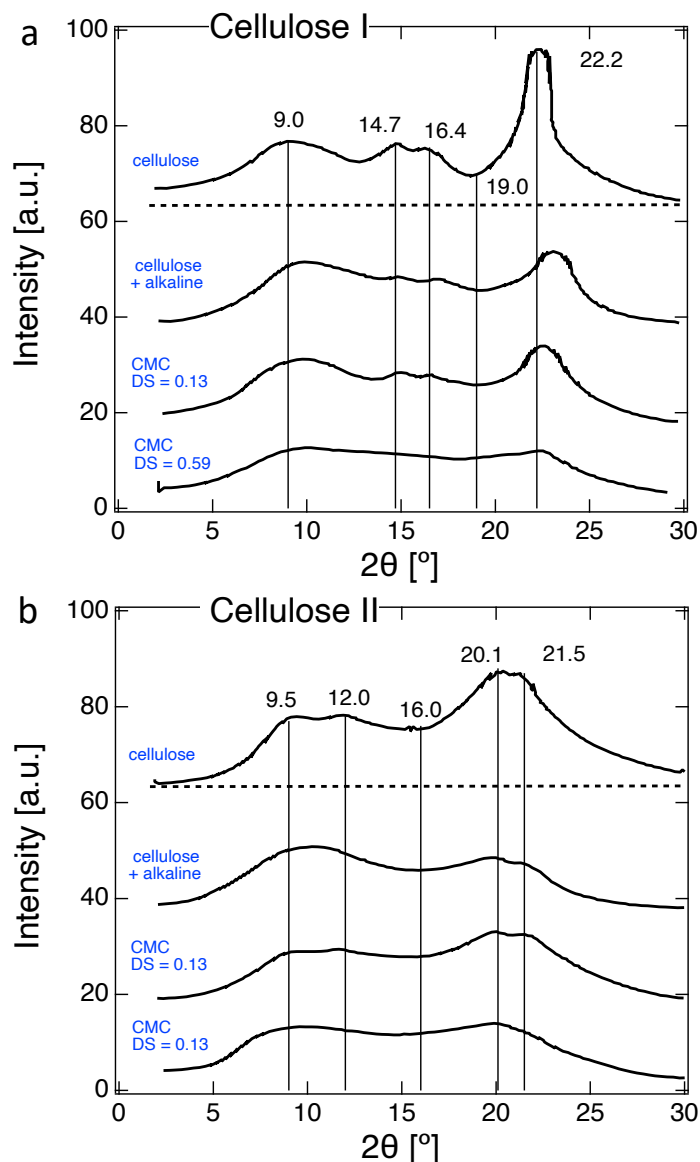 a
Cellulose I
100
80
60
40
20
0
Intensity [a.u.]
9.0
14.7
16.4
19.0
22.2
cellulose
cellulose
+ alkaline
CMC
DS = 0.13
CMC
DS = 0.59
0
5
10
15
20
25
30
2θ [º]
b
Cellulose II
100
80
60
40
20
0
Intensity [a.u.]
9.5
12.0
16.0
20.1
21.5
cellulose
cellulose
+ alkaline
CMC
DS = 0.13
CMC
DS = 0.13
0
5
10
15
20
25
30
2θ [º]